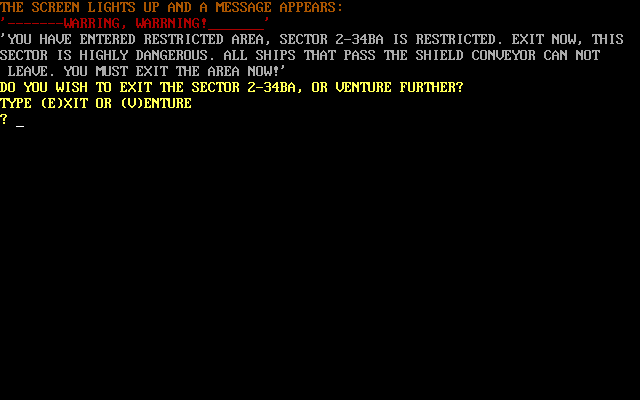 THE SCREEN LIGHTS UP AND A MESSAGE APPEARS:
'-------WARRING, WARRNING!_______'
'YOU HAVE ENTERED RESTRICTED AREA, SECTOR 2-34BA IS RESTRICTED. EXIT NOW, THIS
SECTOR IS HIGHLY DANGEROUS. ALL SHIPS THAT PASS THE SHIELD CONVEYOR CAN NOT
LEAVE. YOU MUST EXIT THE AREA NOW!'
DO YOU WISH TO EXIT THE SECTOR 2-34BA, OR VENTURE FURTHER?
TYPE (E)XIT OR (V)ENTURE
? _